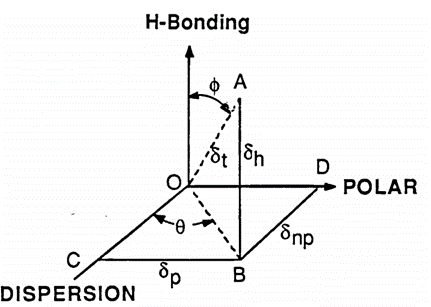 H-Bonding
ϕ
A
δt
δh
D
O
POLAR
θ
δnp
C
δp
B
DISPERSION